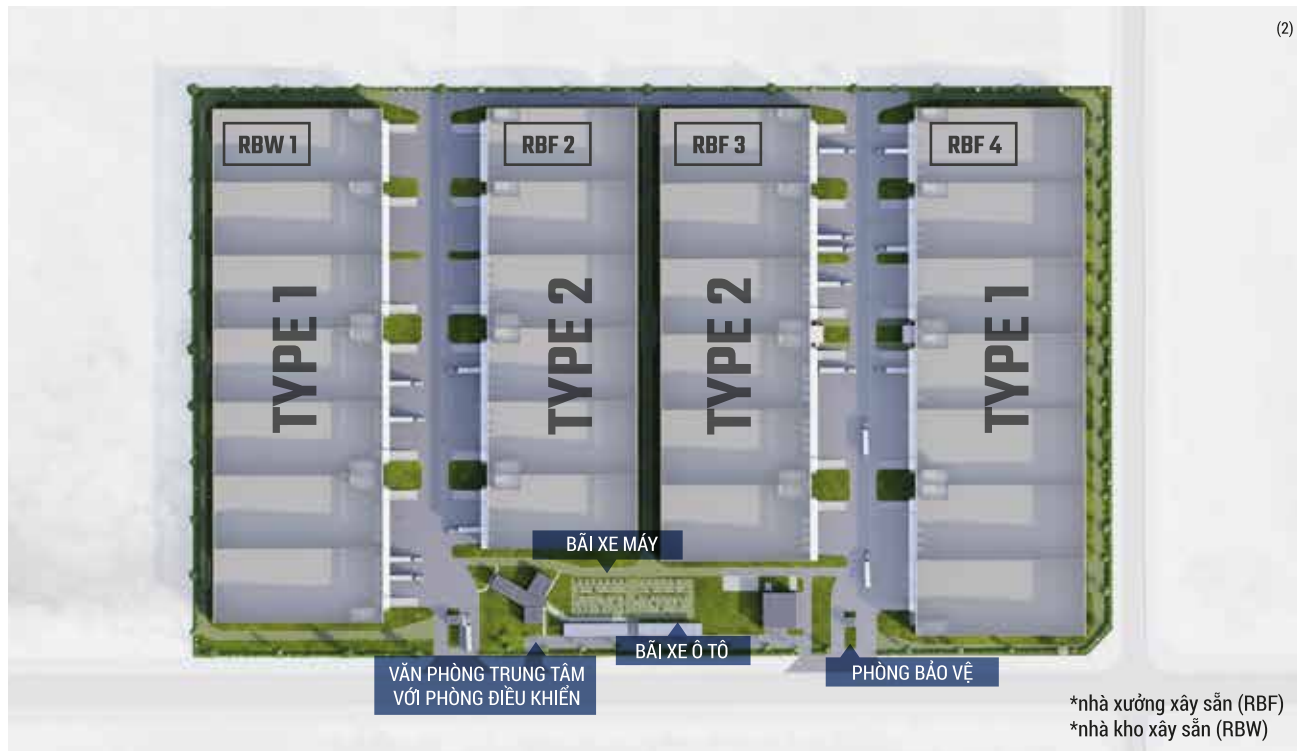 (2)
RBW 1
RBF 2
RBF 3
RBF 4
TYPE 1
TYPE 2
TYPE 2
TYPE 1
BÃI XE MÁY
BÃI XE Ô TÔ
VĂN PHÒNG TRUNG TÂM
VỚI PHÒNG ĐIỀU KHIỂN
PHÒNG BẢO VỆ
*nhà xưởng xây sẵn (RBF)
*nhà kho xây sẵn (RBW)